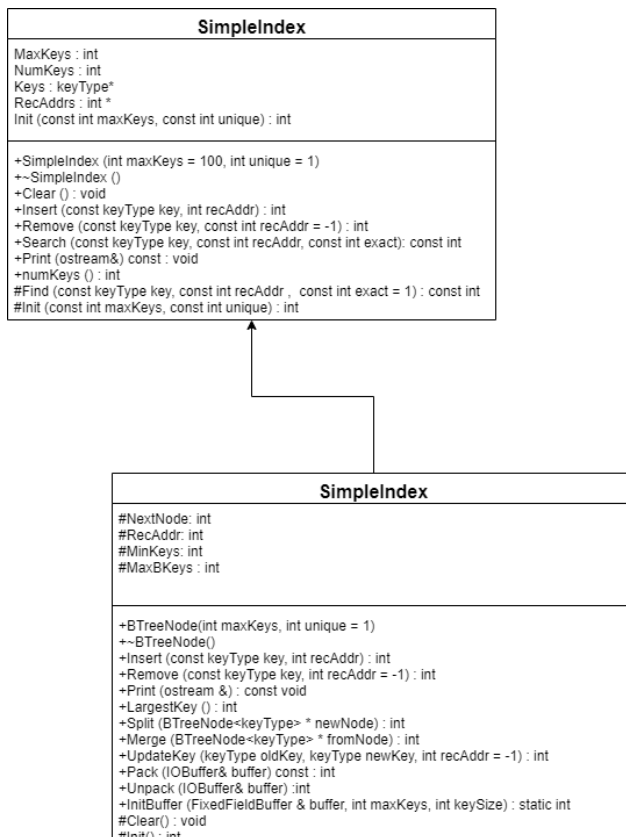 SimpleIndex
MaxKeys : int
NumKeys : int
Keys : keyType*
RecAddrs : int *
Init (const int maxKeys, const int unique) : int
+SimpleIndex (int maxKeys = 100, int unique = 1)
+~SimpleIndex ()
+Clear () : void
+Insert (const keyType key, int recAddr) : int
+Remove (const keyType key, const int recAddr = -1) : int
+Search (const keyType key, const int recAddr, const int exact): const int
+Print (ostream&) const : void
+numKeys () : int
#Find (const keyType key, const int recAddr , const int exact = 1) : const int
#Init (const int maxKeys, const int unique) : int
SimpleIndex
#NextNode: int
#RecAddr: int
#MinKeys: int
#MaxBKeys : int
+BTreeNode(int maxKeys, int unique = 1)
+~BTreeNode()
+Insert (const keyType key, int recAddr) : int
+Remove (const keyType key, int recAddr = -1) : int
+Print (ostream &) : const void
+LargestKey () : int
+Split (BTreeNode<keyType> * newNode) : int
+Merge (BTreeNode<keyType> * fromNode) : int
+UpdateKey (keyType oldKey, keyType newKey, int recAddr = -1) : int
+Pack (IOBuffer& buffer) const : int
+Unpack (IOBuffer& buffer) :int
+InitBuffer (FixedFieldBuffer & buffer, int maxKeys, int keySize) : static int
#Clear() : void
#Init() : int